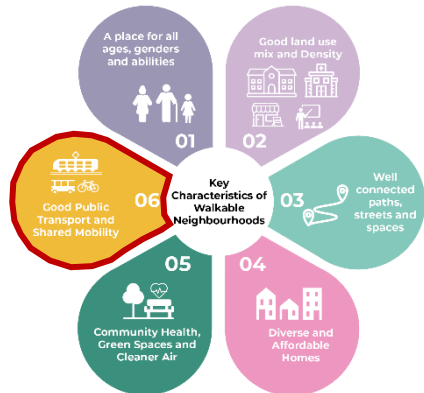 A place for all
ages, genders
and abilities
01
Good land use
mix and Density
02
Key
Characteristics of
Walkable
Neighbourhoods
03
Well
connected
paths,
streets and
spaces
04
Diverse and
Affordable
Homes
05
Community Health,
Green Spaces and
Cleaner Air
06
Good Public
Transport and
Shared Mobility